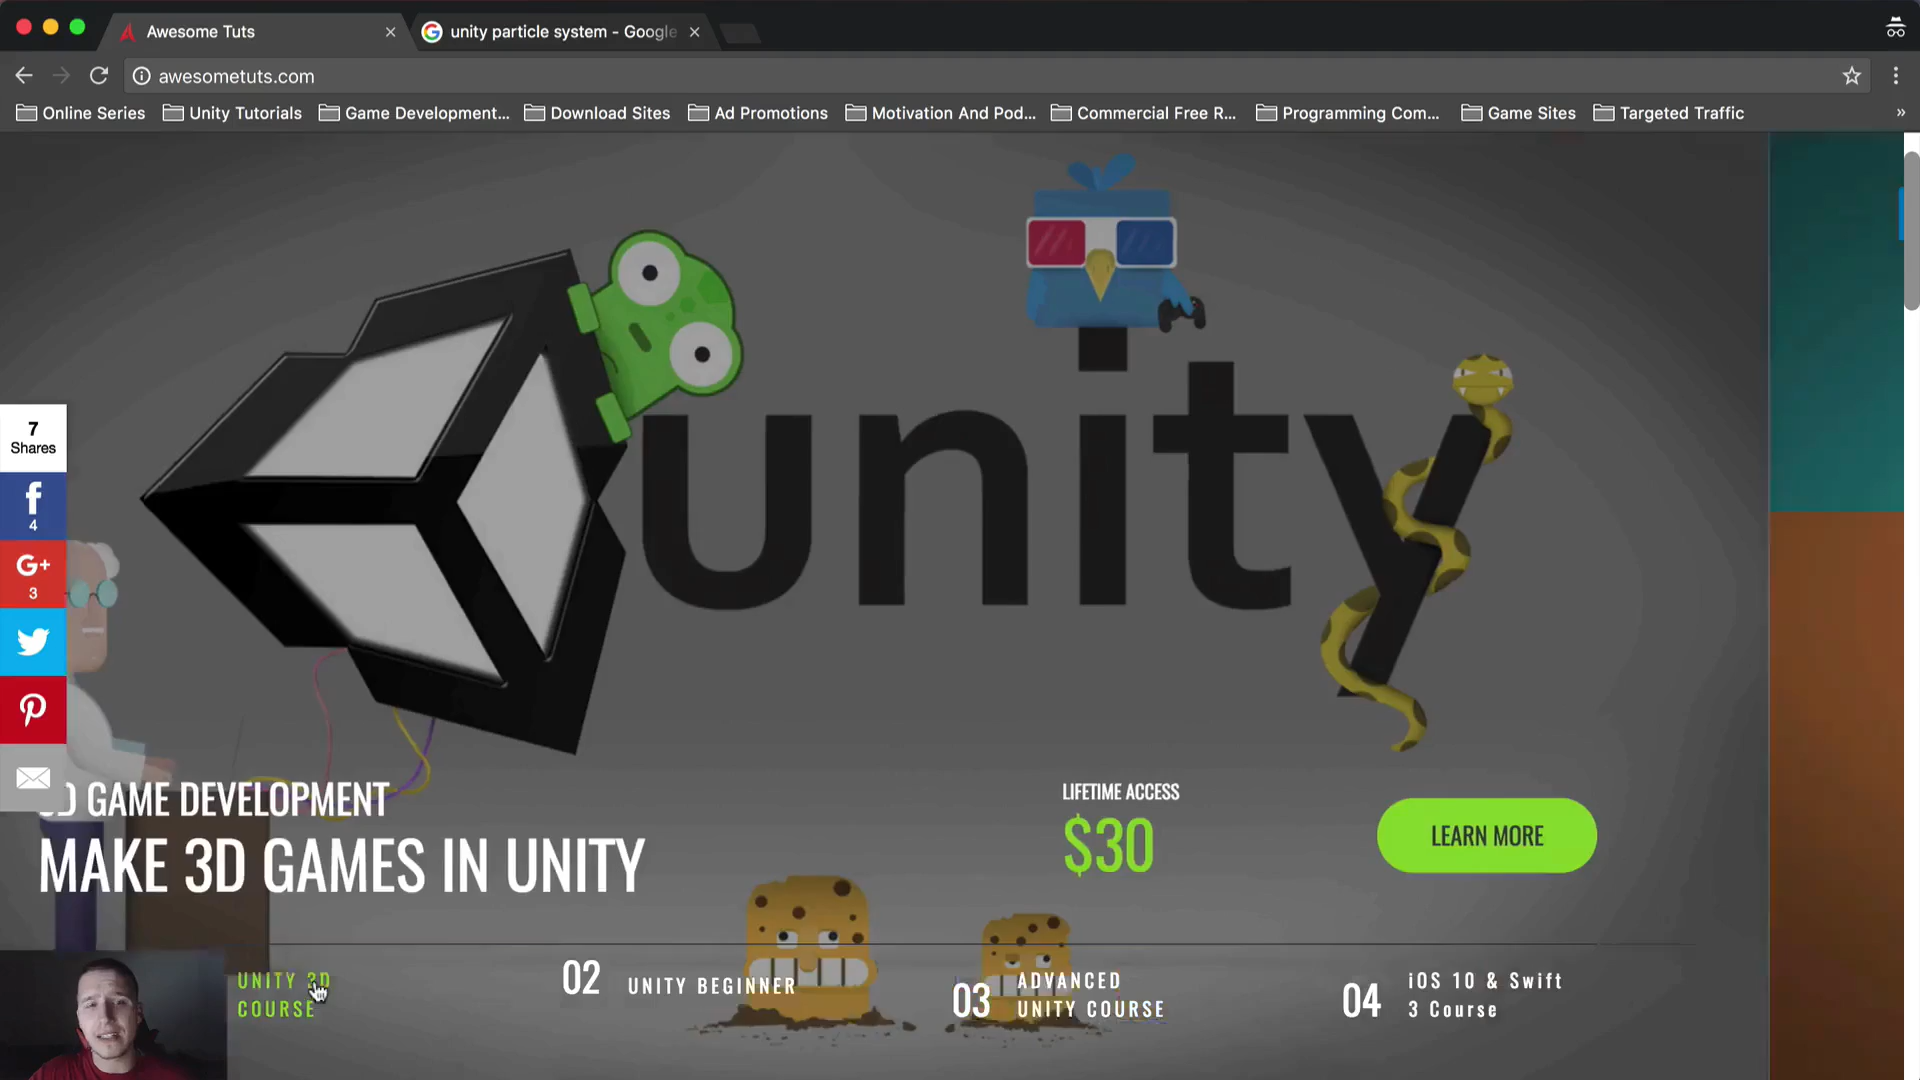 Awesome Tuts
unity particle system - Google
awesometuts.com
Online Series
Unity Tutorials
Game Development...
Download Sites
Ad Promotions
Motivation And Pod...
Commercial Free R...
Programming Com...
Game Sites
Targeted Traffic
»
unity
7
Shares
4
G+
3
3D GAME DEVELOPMENT
MAKE 3D GAMES IN UNITY
LIFETIME ACCESS
$30
LEARN MORE
UNITY 3D
COURSE
02
UNITY BEGINNER
03
ADVANCED
UNITY COURSE
04
iOS 10 & Swift
3 Course